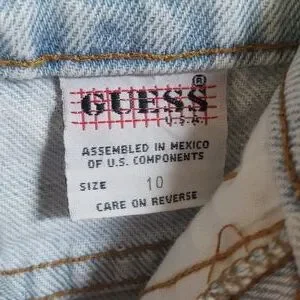 GUESS®
U.S.A.
ASSEMBLED IN MEXICO
OF U.S. COMPONENTS
SIZE 10
CARE ON REVERSE